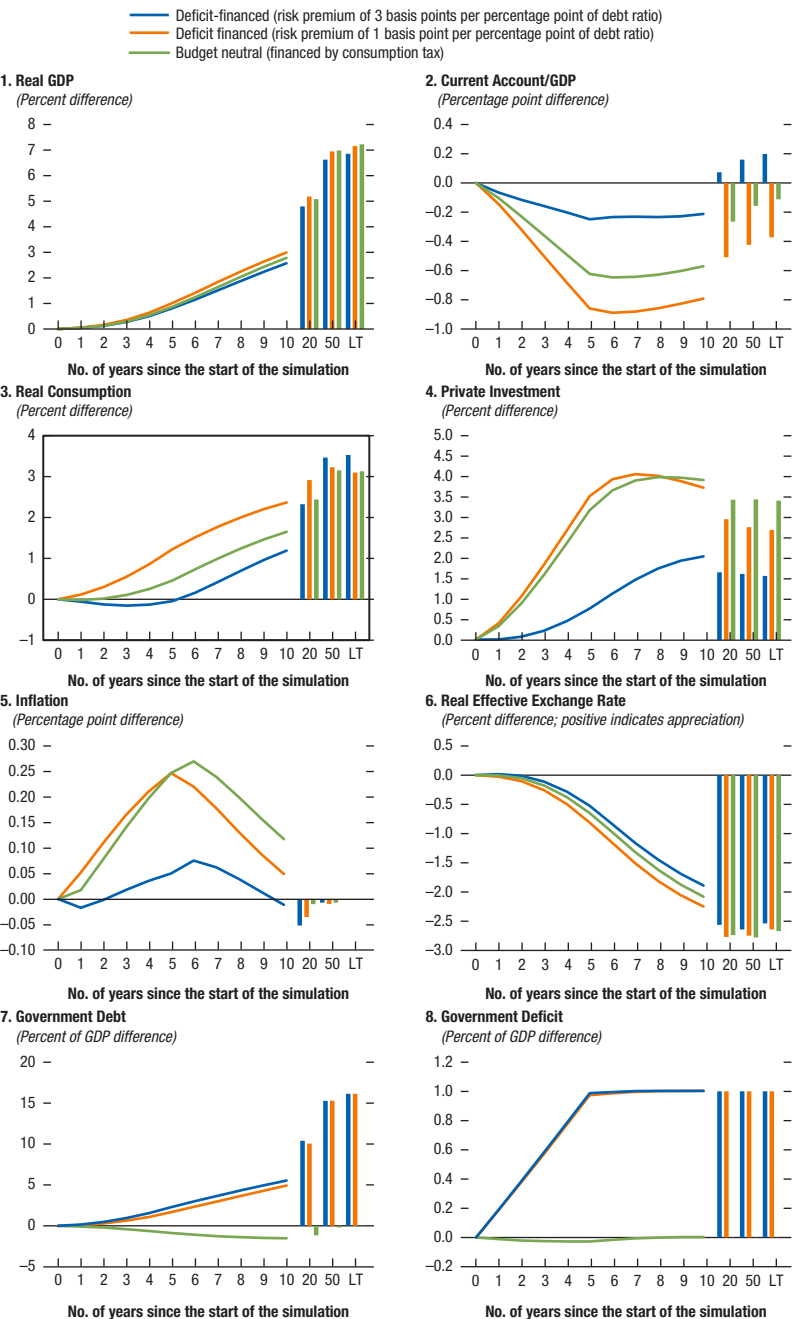 Deficit-financed (risk premium of 3 basis points per percentage point of debt ratio)
Deficit financed (risk premium of 1 basis point per percentage point of debt ratio)
Budget neutral (financed by consumption tax)
1. Real GDP
(Percent difference)
8
7
6
5
4
3
2
1
0
0 1 2 3 4 5 6 7 8 9 10 20 50 LT
No. of years since the start of the simulation
2. Current Account/GDP
(Percentage point difference)
0.4
0.2
0.0
–0.2
–0.4
–0.6
–0.8
–1.0
0 1 2 3 4 5 6 7 8 9 10 20 50 LT
No. of years since the start of the simulation
3. Real Consumption
(Percent difference)
4
3
2
1
0
–1
0 1 2 3 4 5 6 7 8 9 10 20 50 LT
No. of years since the start of the simulation
4. Private Investment
(Percent difference)
5.0
4.5
4.0
3.5
3.0
2.5
2.0
1.5
1.0
0.5
0.0
0 1 2 3 4 5 6 7 8 9 10 20 50 LT
No. of years since the start of the simulation
5. Inflation
(Percentage point difference)
0.30
0.25
0.20
0.15
0.10
0.05
0.00
–0.05
–0.10
0 1 2 3 4 5 6 7 8 9 10 20 50 LT
No. of years since the start of the simulation
6. Real Effective Exchange Rate
(Percent difference; positive indicates appreciation)
0.5
0.0
–0.5
–1.0
–1.5
–2.0
–2.5
–3.0
0 1 2 3 4 5 6 7 8 9 10 20 50 LT
No. of years since the start of the simulation
7. Government Debt
(Percent of GDP difference)
20
15
10
5
0
–5
0 1 2 3 4 5 6 7 8 9 10 20 50 LT
No. of years since the start of the simulation
8. Government Deficit
(Percent of GDP difference)
1.2
1.0
0.8
0.6
0.4
0.2
0.0
–0.2
0 1 2 3 4 5 6 7 8 9 10 20 50 LT
No. of years since the start of the simulation